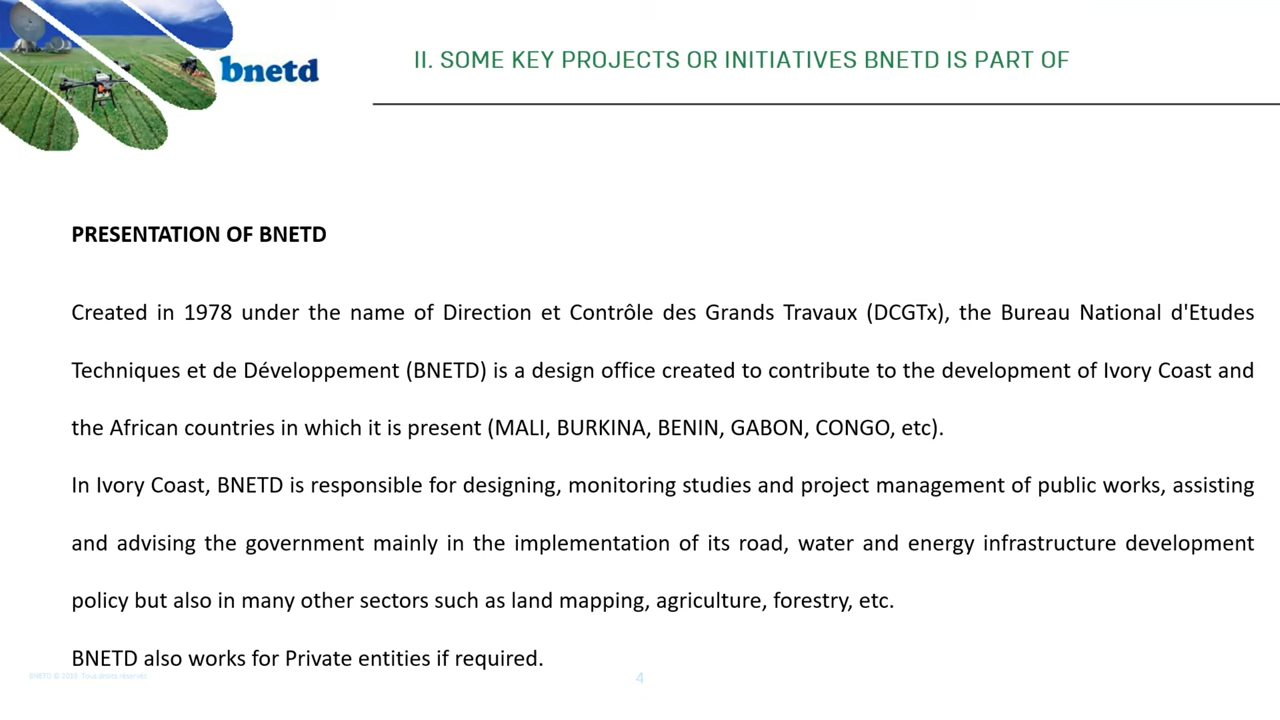 bnetd
II. SOME KEY PROJECTS OR INITIATIVES BNETD IS PART OF
PRESENTATION OF BNETD
Created in 1978 under the name of Direction et Contrôle des Grands Travaux (DCGTx), the Bureau National d'Etudes
Techniques et de Développement (BNETD) is a design office created to contribute to the development of Ivory Coast and
the African countries in which it is present (MALI, BURKINA, BENIN, GABON, CONGO, etc).
In Ivory Coast, BNETD is responsible for designing, monitoring studies and project management of public works, assisting
and advising the government mainly in the implementation of its road, water and energy infrastructure development
policy but also in many other sectors such as land mapping, agriculture, forestry, etc.
BNETD also works for Private entities if required.
BNETD © 2019. Tous droits réservés.
4